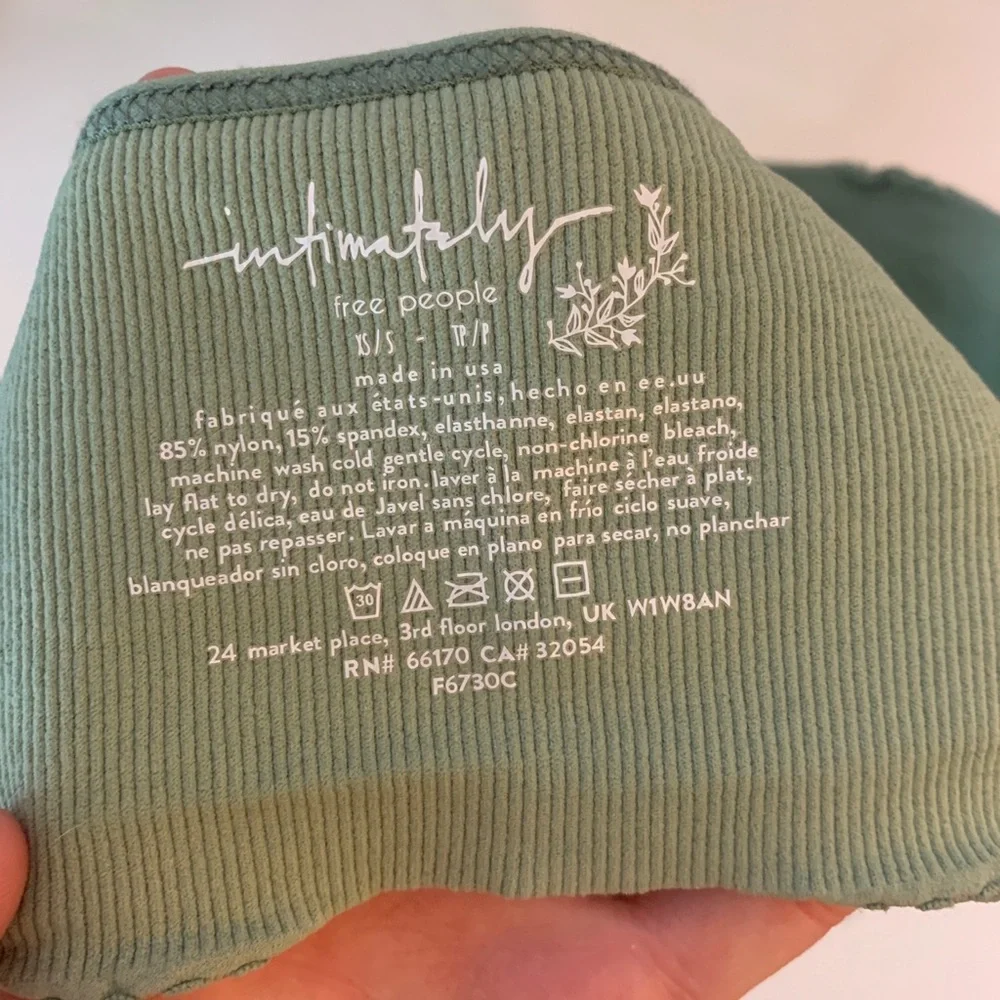 intimately
free people
XS/S - TP/P
made in usa
fabriqué aux états-unis, hecho en ee.uu
85% nylon, 15% spandex, elasthanne, elastan, elastano,
machine wash cold gentle cycle, non-chlorine bleach,
lay flat to dry, do not iron. laver à la machine à l'eau froide
cycle délica, eau de Javel sans chlore, faire sécher à plat,
ne pas repasser. Lavar a máquina en frío ciclo suave,
blanqueador sin cloro, coloque en plano para secar, no planchar
30
24 market place, 3rd floor london, UK W1W8AN
RN# 66170 CA# 32054
F6730C